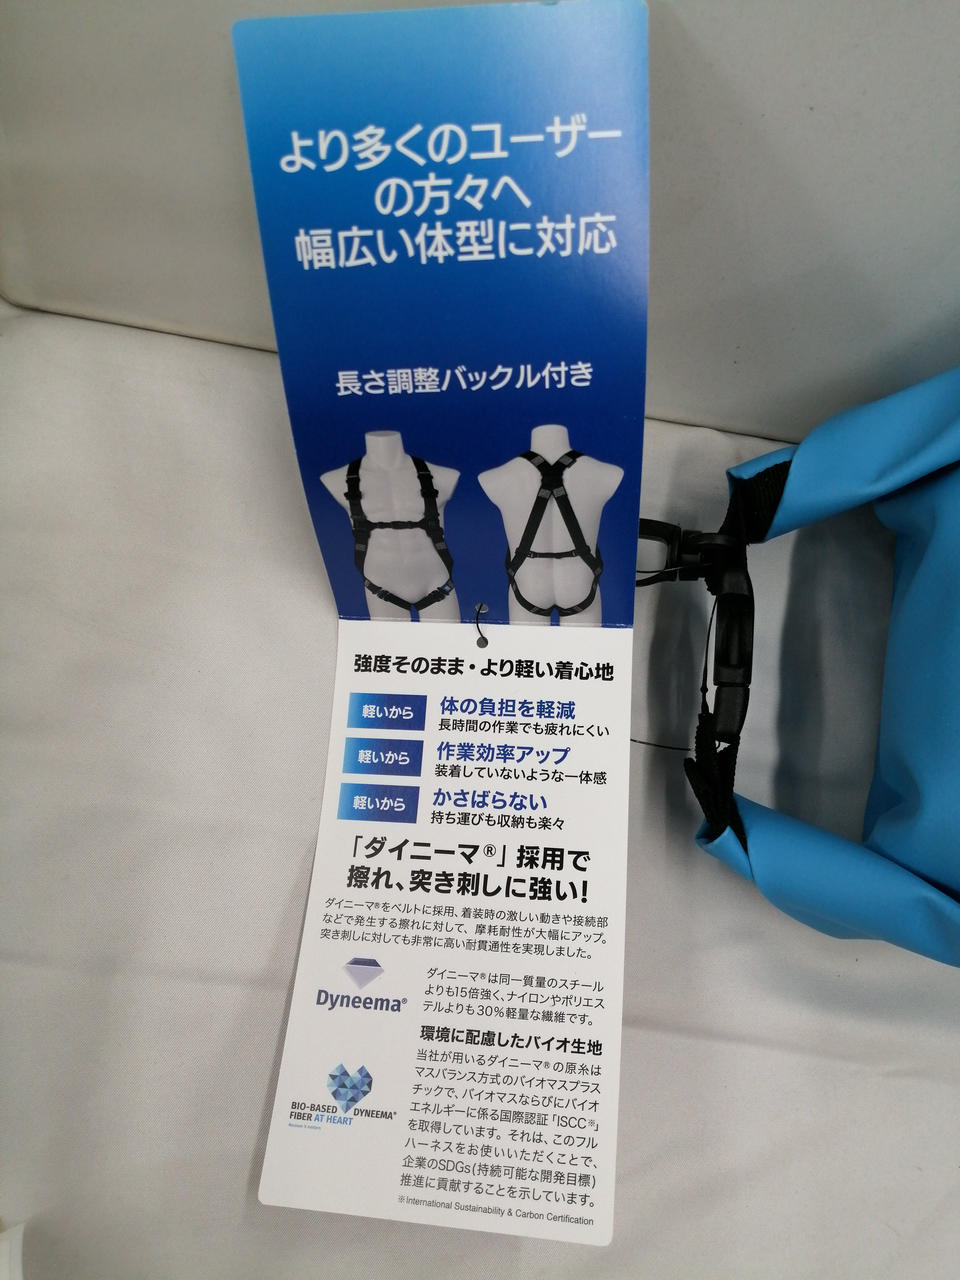 より多くのユーザー
の方々へ
幅広い体型に対応
長さ調整バックル付き
強度そのまま・より軽い着心地
軽いから
体の負担を軽減
長時間の作業でも疲れにくい
軽いから
作業効率アップ
装着していないような一体感
軽いから
かさばらない
持ち運びも収納も楽々
「ダイニーマ®」採用で
擦れ、突き刺しに強い!
ダイニーマ®をベルトに採用、着装時の激しい動きや接続部
などで発生する擦れに対して、摩耗耐性が大幅にアップ。
突き刺しに対しても非常に高い耐貫通性を実現しました。
Dyneema®
ダイニーマ®は同一質量のスチール
よりも15倍強く、ナイロンやポリエス
テルよりも30%軽量な繊維です。
環境に配慮したバイオ生地
当社が用いるダイニーマ®の原糸は
マスバランス方式のバイオマスプラス
チックで、バイオマスならびにバイオ
エネルギーに係る国際認証「ISCC※」
を取得しています。それは、このフル
ハーネスをお使いいただくことで、
企業のSDGs(持続可能な開発目標)
推進に貢献することを示しています。
※International Sustainability & Carbon Certification
BIO-BASED DYNEEMA®
FIBER AT HEART